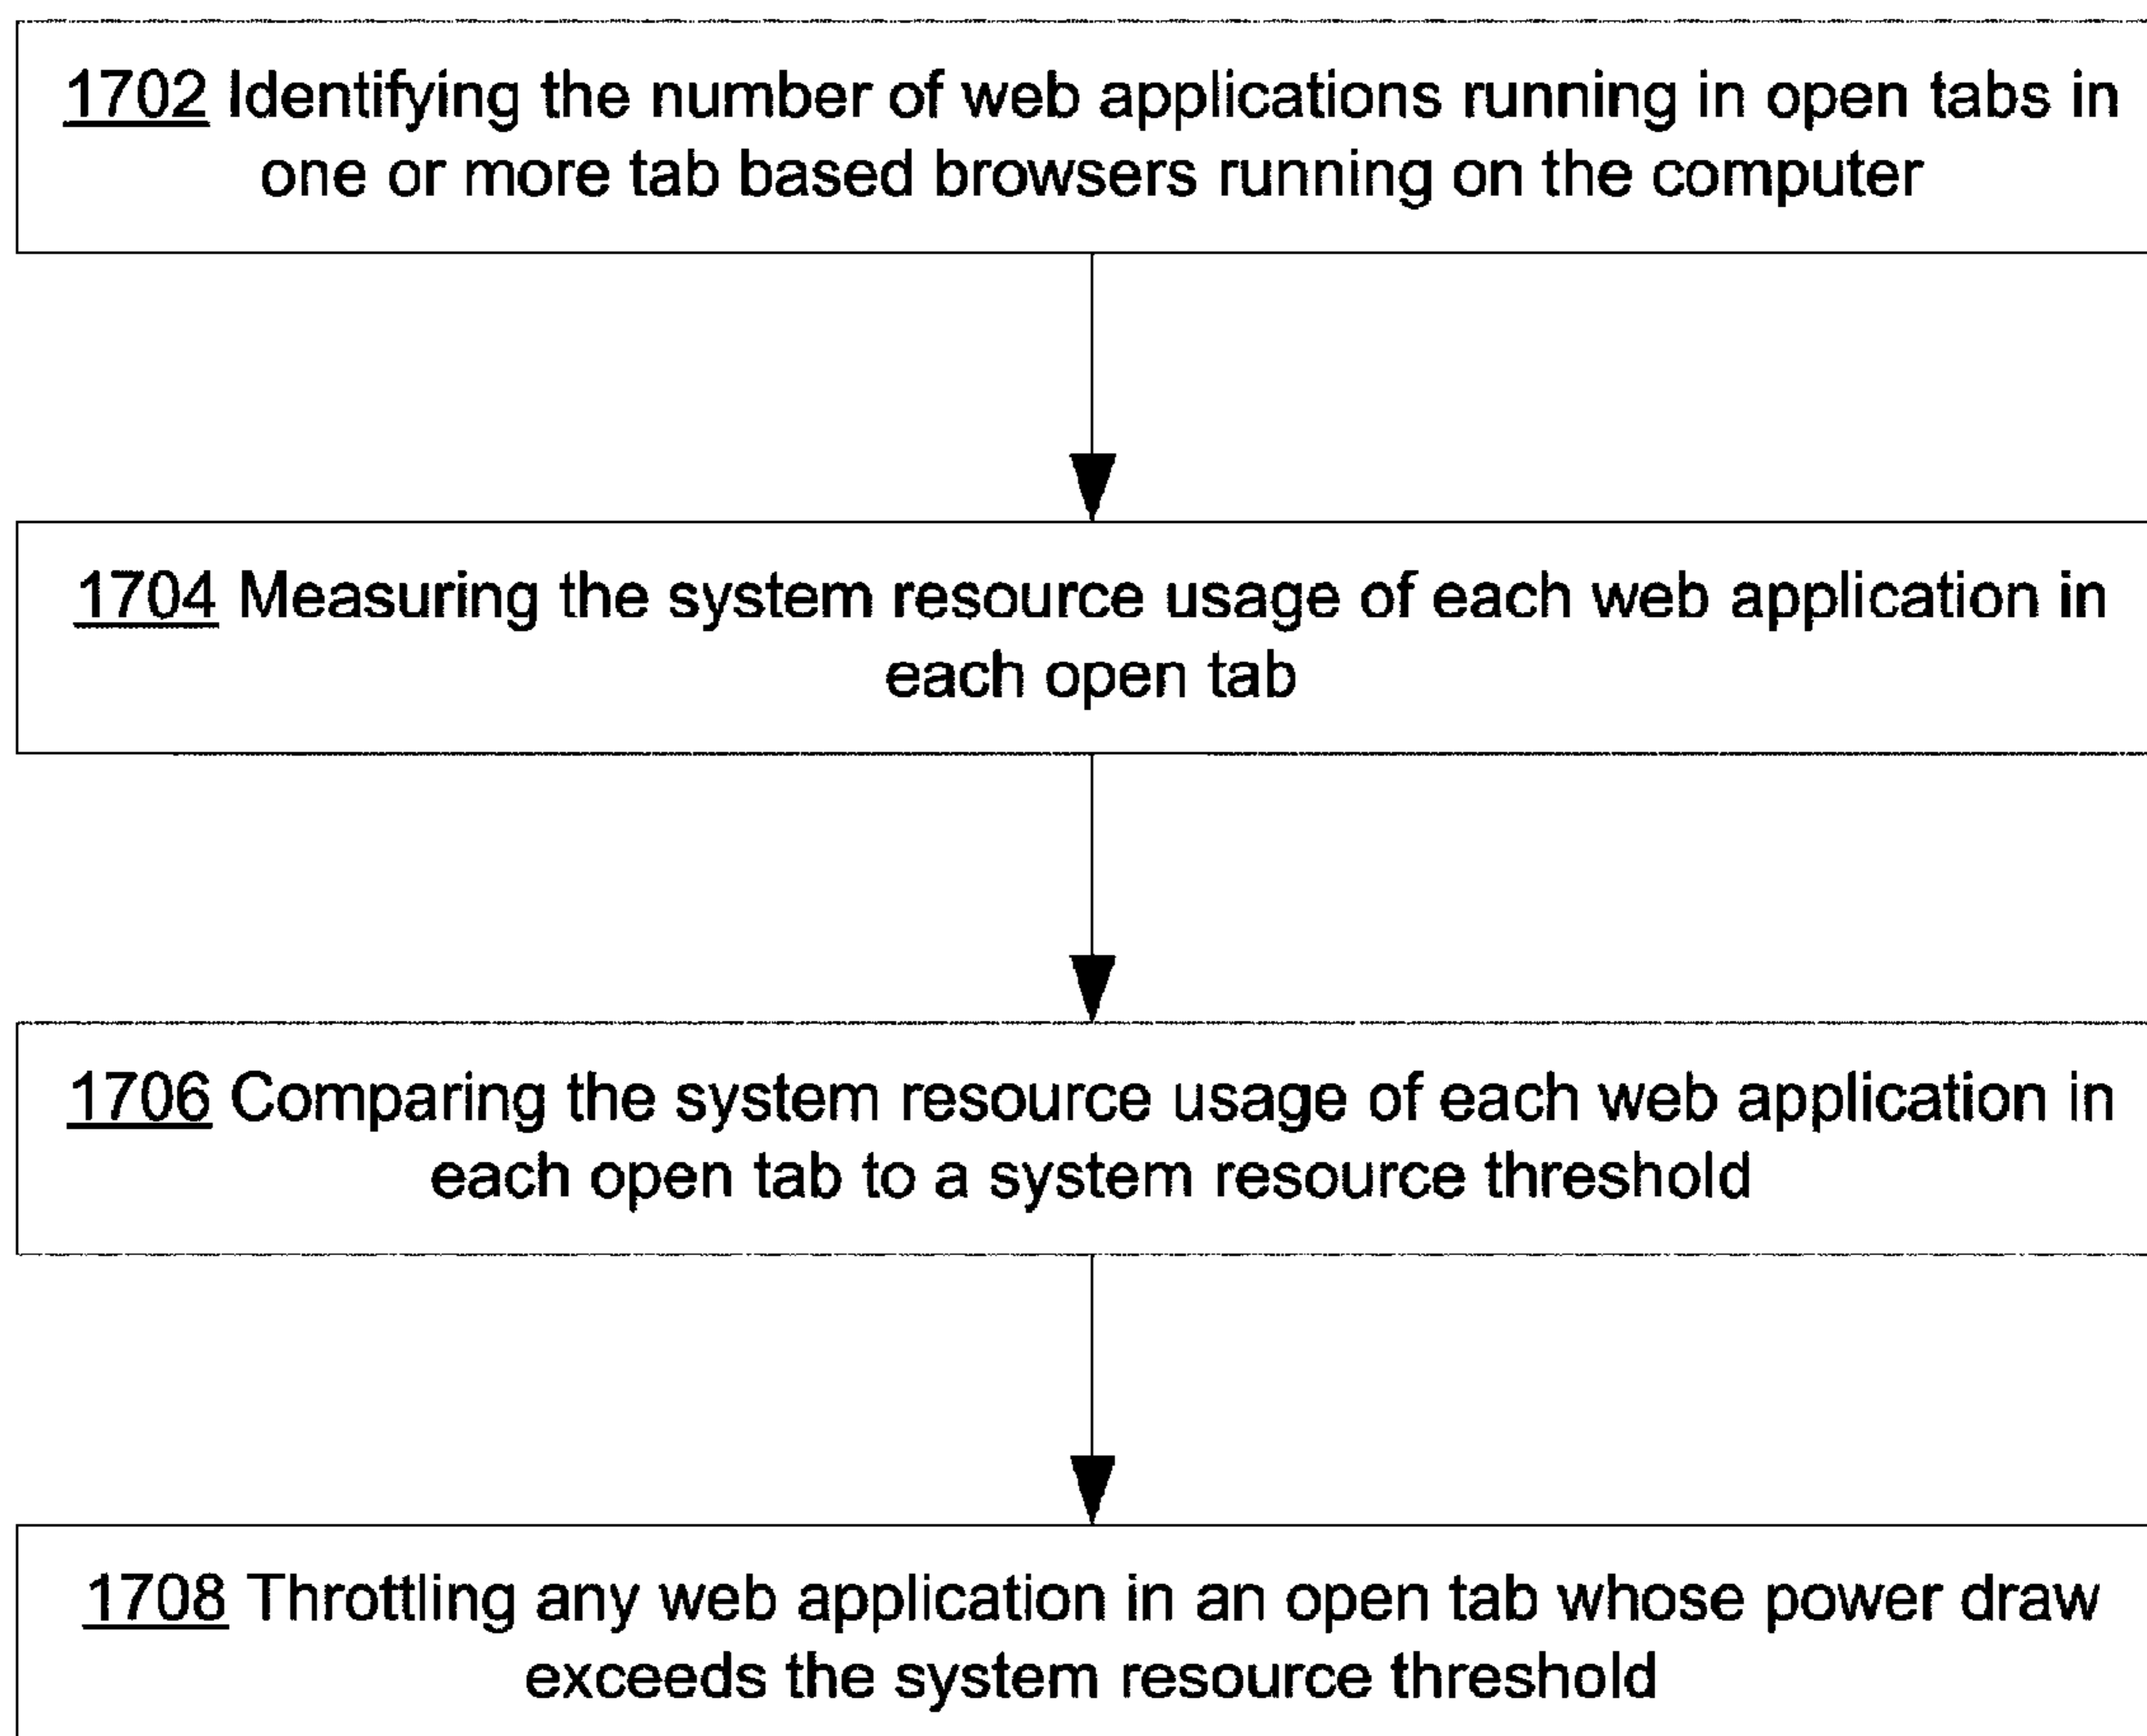 1702 Identifying the number of web applications running in open tabs in
one or more tab based browsers running on the computer
1704 Measuring the system resource usage of each web application in
each open tab
1706 Comparing the system resource usage of each web application in
each open tab to a system resource threshold
1708 Throttling any web application in an open tab whose power draw
exceeds the system resource threshold